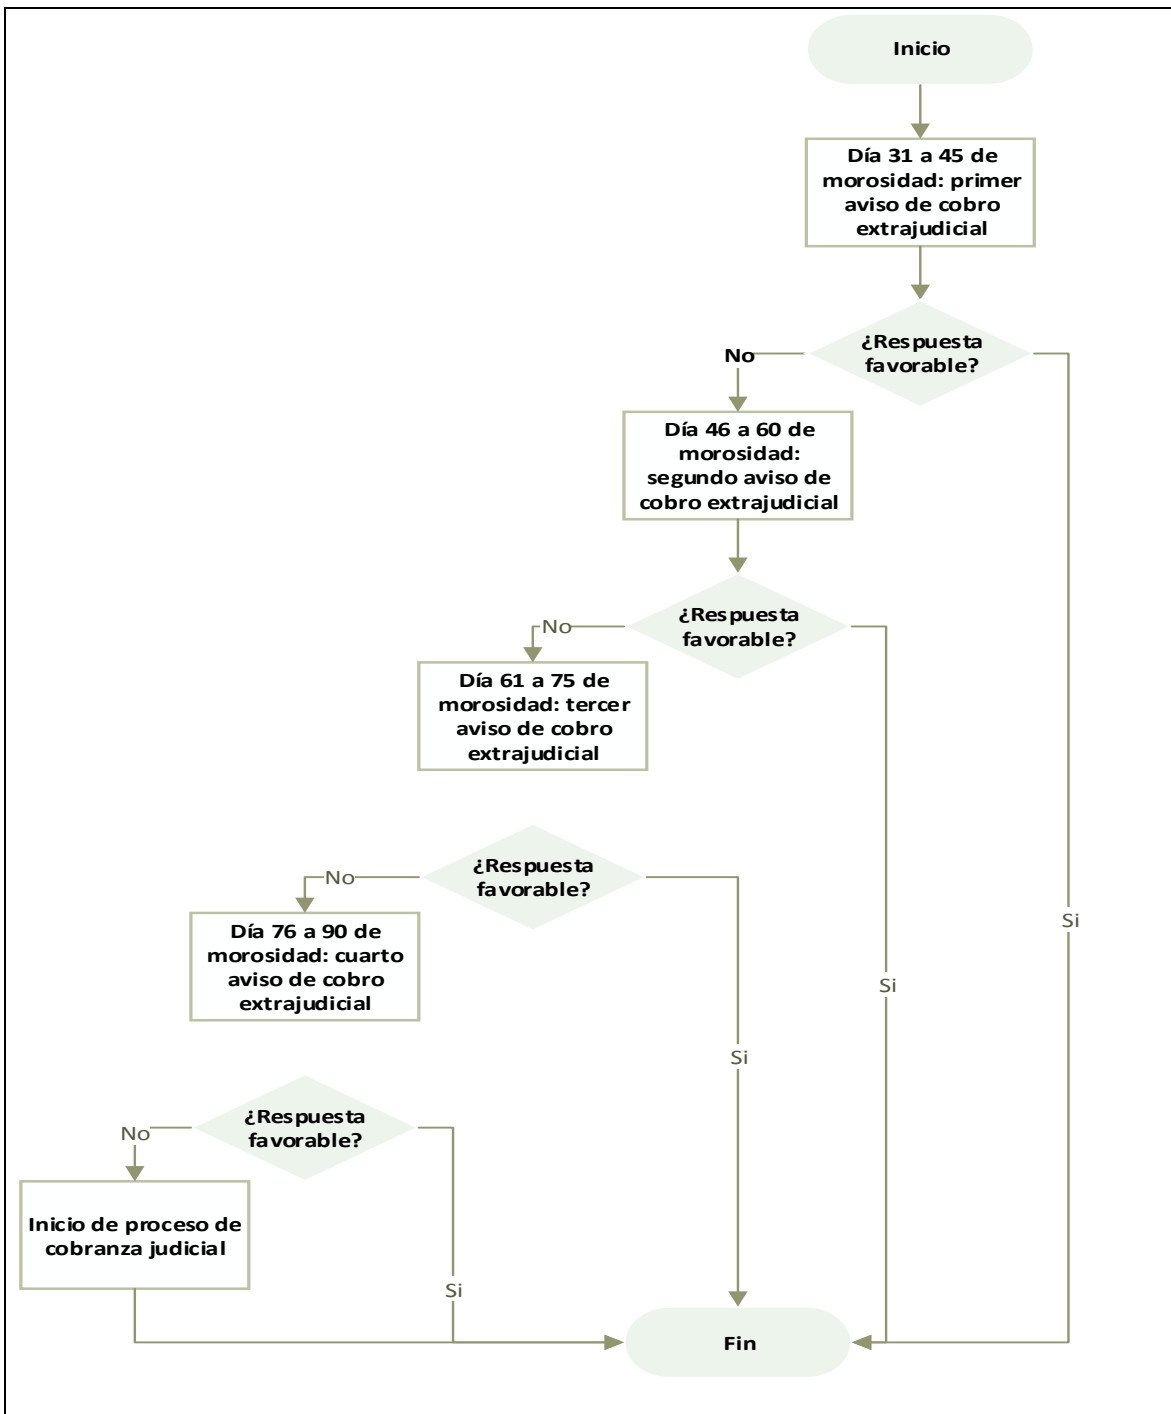 Inicio
Día 31 a 45 de
morosidad: primer
aviso de cobro
extrajudicial
¿Respuesta
favorable?
No
Día 46 a 60 de
morosidad:
segundo aviso de
cobro extrajudicial
¿Respuesta
favorable?
No
Día 61 a 75 de
morosidad: tercer
aviso de cobro
extrajudicial
¿Respuesta
favorable?
No
Si
Día 76 a 90 de
morosidad: cuarto
aviso de cobro
extrajudicial
Si
Si
¿Respuesta
favorable?
No
Inicio de proceso de
cobranza judicial
Si
Fin